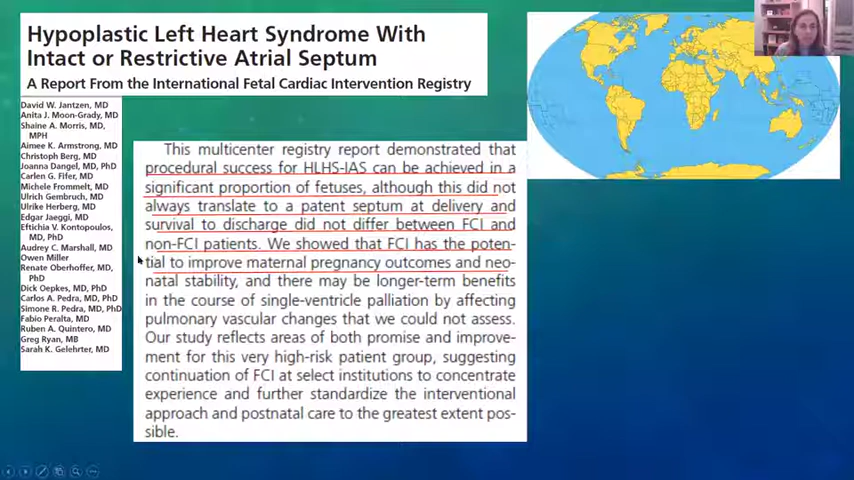 Hypoplastic Left Heart Syndrome With
Intact or Restrictive Atrial Septum
A Report From the International Fetal Cardiac Intervention Registry
David W. Jantzen, MD
Anita J. Moon-Grady, MD
Shaine A. Morris, MD,
MPH
Aimee K. Armstrong, MD
Christoph Berg, MD
Joanna Dangel, MD, PhD
Carlen G. Fifer, MD
Michele Frommelt, MD
Ulrich Gembruch, MD
Ulrike Herberg, MD
Edgar Jaeggi, MD
Eftichia V. Kontopoulos,
MD, PhD
Audrey C. Marshall, MD
Owen Miller
Renate Oberhoffer, MD,
PhD
Dick Oepkes, MD, PhD
Carlos A. Pedra, MD, PhD
Simone R. Pedra, MD, PhD
Fabio Peralta, MD
Ruben A. Quintero, MD
Greg Ryan, MB
Sarah K. Gelehrter, MD
This multicenter registry report demonstrated that
procedural success for HLHS-IAS can be achieved in a
significant proportion of fetuses, although this did not
always translate to a patent septum at delivery and
survival to discharge did not differ between FCI and
non-FCI patients. We showed that FCI has the poten-
tial to improve maternal pregnancy outcomes and neo-
natal stability, and there may be longer-term benefits
in the course of single-ventricle palliation by affecting
pulmonary vascular changes that we could not assess.
Our study reflects areas of both promise and improve-
ment for this very high-risk patient group, suggesting
continuation of FCI at select institutions to concentrate
experience and further standardize the interventional
approach and postnatal care to the greatest extent pos-
sible.